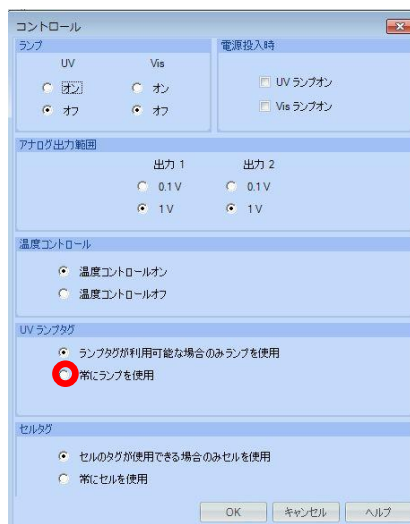 コントロール
ランプ
UV Vis
オン オン
オフ オフ
電源投入時
UV ランプオン
Vis ランプオン
アナログ出力範囲
出力 1 出力 2
0.1 V 0.1 V
1 V 1 V
温度コントロール
温度コントロールオン
温度コントロールオフ
UV ランプタグ
ランプタグが利用可能な場合のみランプを使用
常にランプを使用
セルタグ
セルのタグが使用できる場合のみセルを使用
常にセルを使用
OK キャンセル ヘルプ